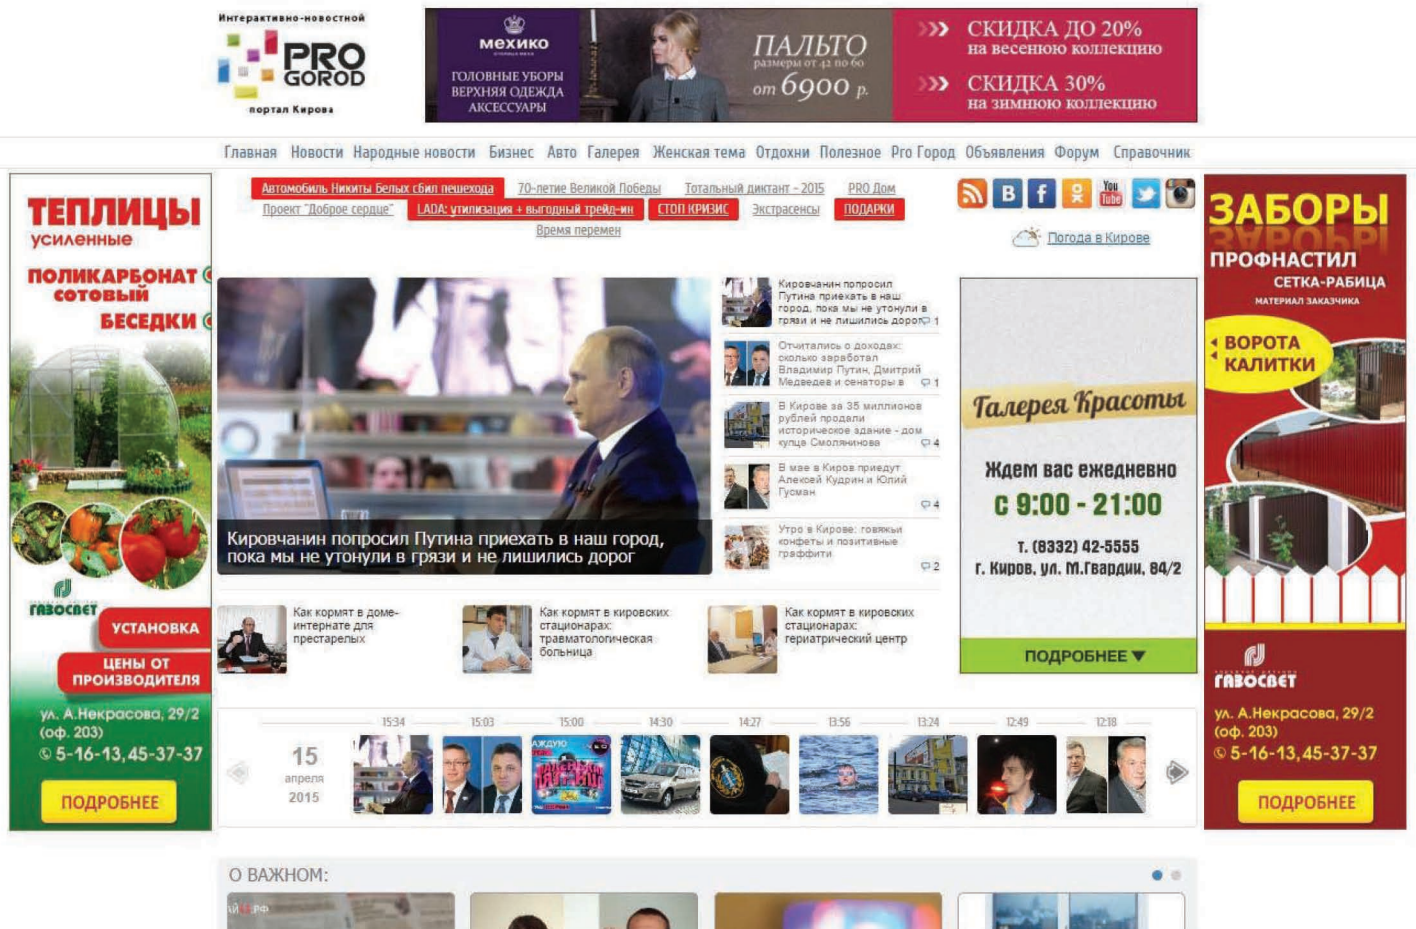 Интерактивно-новостной
PRO
GOROD
портал Кирова
мехико
ГОЛОВНЫЕ УБОРЫ
ВЕРХНЯЯ ОДЕЖДА
АКСЕССУАРЫ
ПАЛЬТО
размеры от 42 по 60
от 6900 р.
СКИДКА ДО 20%
на весеннюю коллекцию
СКИДКА 30%
на зимнюю коллекцию
Главная Новости Народные новости Бизнес Авто Галерея Женская тема Отдохни Полезное Pro Город Объявления Форум Справочник
Автомобиль Никиты Белых сбил пешехода 70-летие Великой Победы Тотальный диктант - 2015 PRO Дом
Проект "Доброе сердце" LADA: утилизация + выгодный трейд-ин СТОП КРИЗИС Экстрасенсы ПОДАРКИ
Время перемен
You
Tube
Погода в Кирове
ТЕПЛИЦЫ
усиленные
ПОЛИКАРБОНАТ
СОТОВЫЙ
БЕСЕДКИ
ГАЗОСВЕТ
УСТАНОВКА
ЦЕНЫ ОТ
ПРОИЗВОДИТЕЛЯ
ул. А.Некрасова, 29/2
(оф. 203)
5-16-13,45-37-37
ПОДРОБНЕЕ
Кировчанин попросил Путина приехать в наш город,
пока мы не утонули в грязи и не лишились дорог
Кировчанин попросил
Путина приехать в наш
город, пока мы не утонули в
грязи и не лишились дорог 1
Отчитались о доходах:
сколько заработал
Владимир Путин, Дмитрий
Медведев и сенаторы в 1
В Кирове за 35 миллионов
рублей продали
историческое здание - дом
купца Смолянинова 4
В мае в Киров приедут
Алексей Кудрин и Юлий
Гусман
4
Утро в Кирове: говяжьи
конфеты и позитивные
граффити
2
Как кормят в доме-
интернате для
престарелых
Как кормят в кировских
стационарах:
травматологическая
больница
Как кормят в кировских
стационарах:
гериатрический центр
Галерея Красоты
Ждем вас ежедневно
с 9:00 - 21:00
т. (8332) 42-5555
г. Киров, ул. М.Гвардии, 84/2
ПОДРОБНЕЕ
ЗАБОРЫ
ПРОФНАСТИЛ
СЕТКА-РАБИЦА
МАТЕРИАЛ ЗАКАЗЧИКА
ВОРОТА
КАЛИТКИ
ГАЗОСВЕТ
ул. А.Некрасова, 29/2
(оф. 203)
5-16-13,45-37-37
ПОДРОБНЕЕ
15:34 15:03 15:00 14:30 14:27 13:56 13:24 12:49 12:18
15
апреля
2015
О ВАЖНОМ: